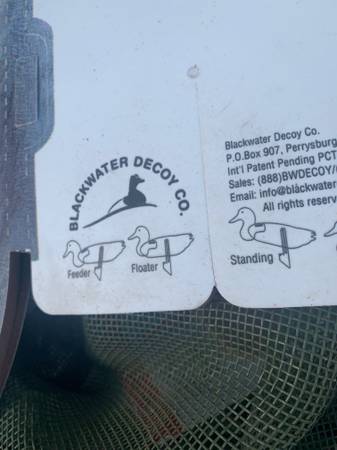 BLACKWATER DECOY CO.
Feeder
Floater
Blackwater Decoy Co.
P.O.Box 907, Perrysburg
Int'l Patent Pending PCT
Sales: (888)BWDECOY/
Email: info@blackwater
All rights reserv
Standing